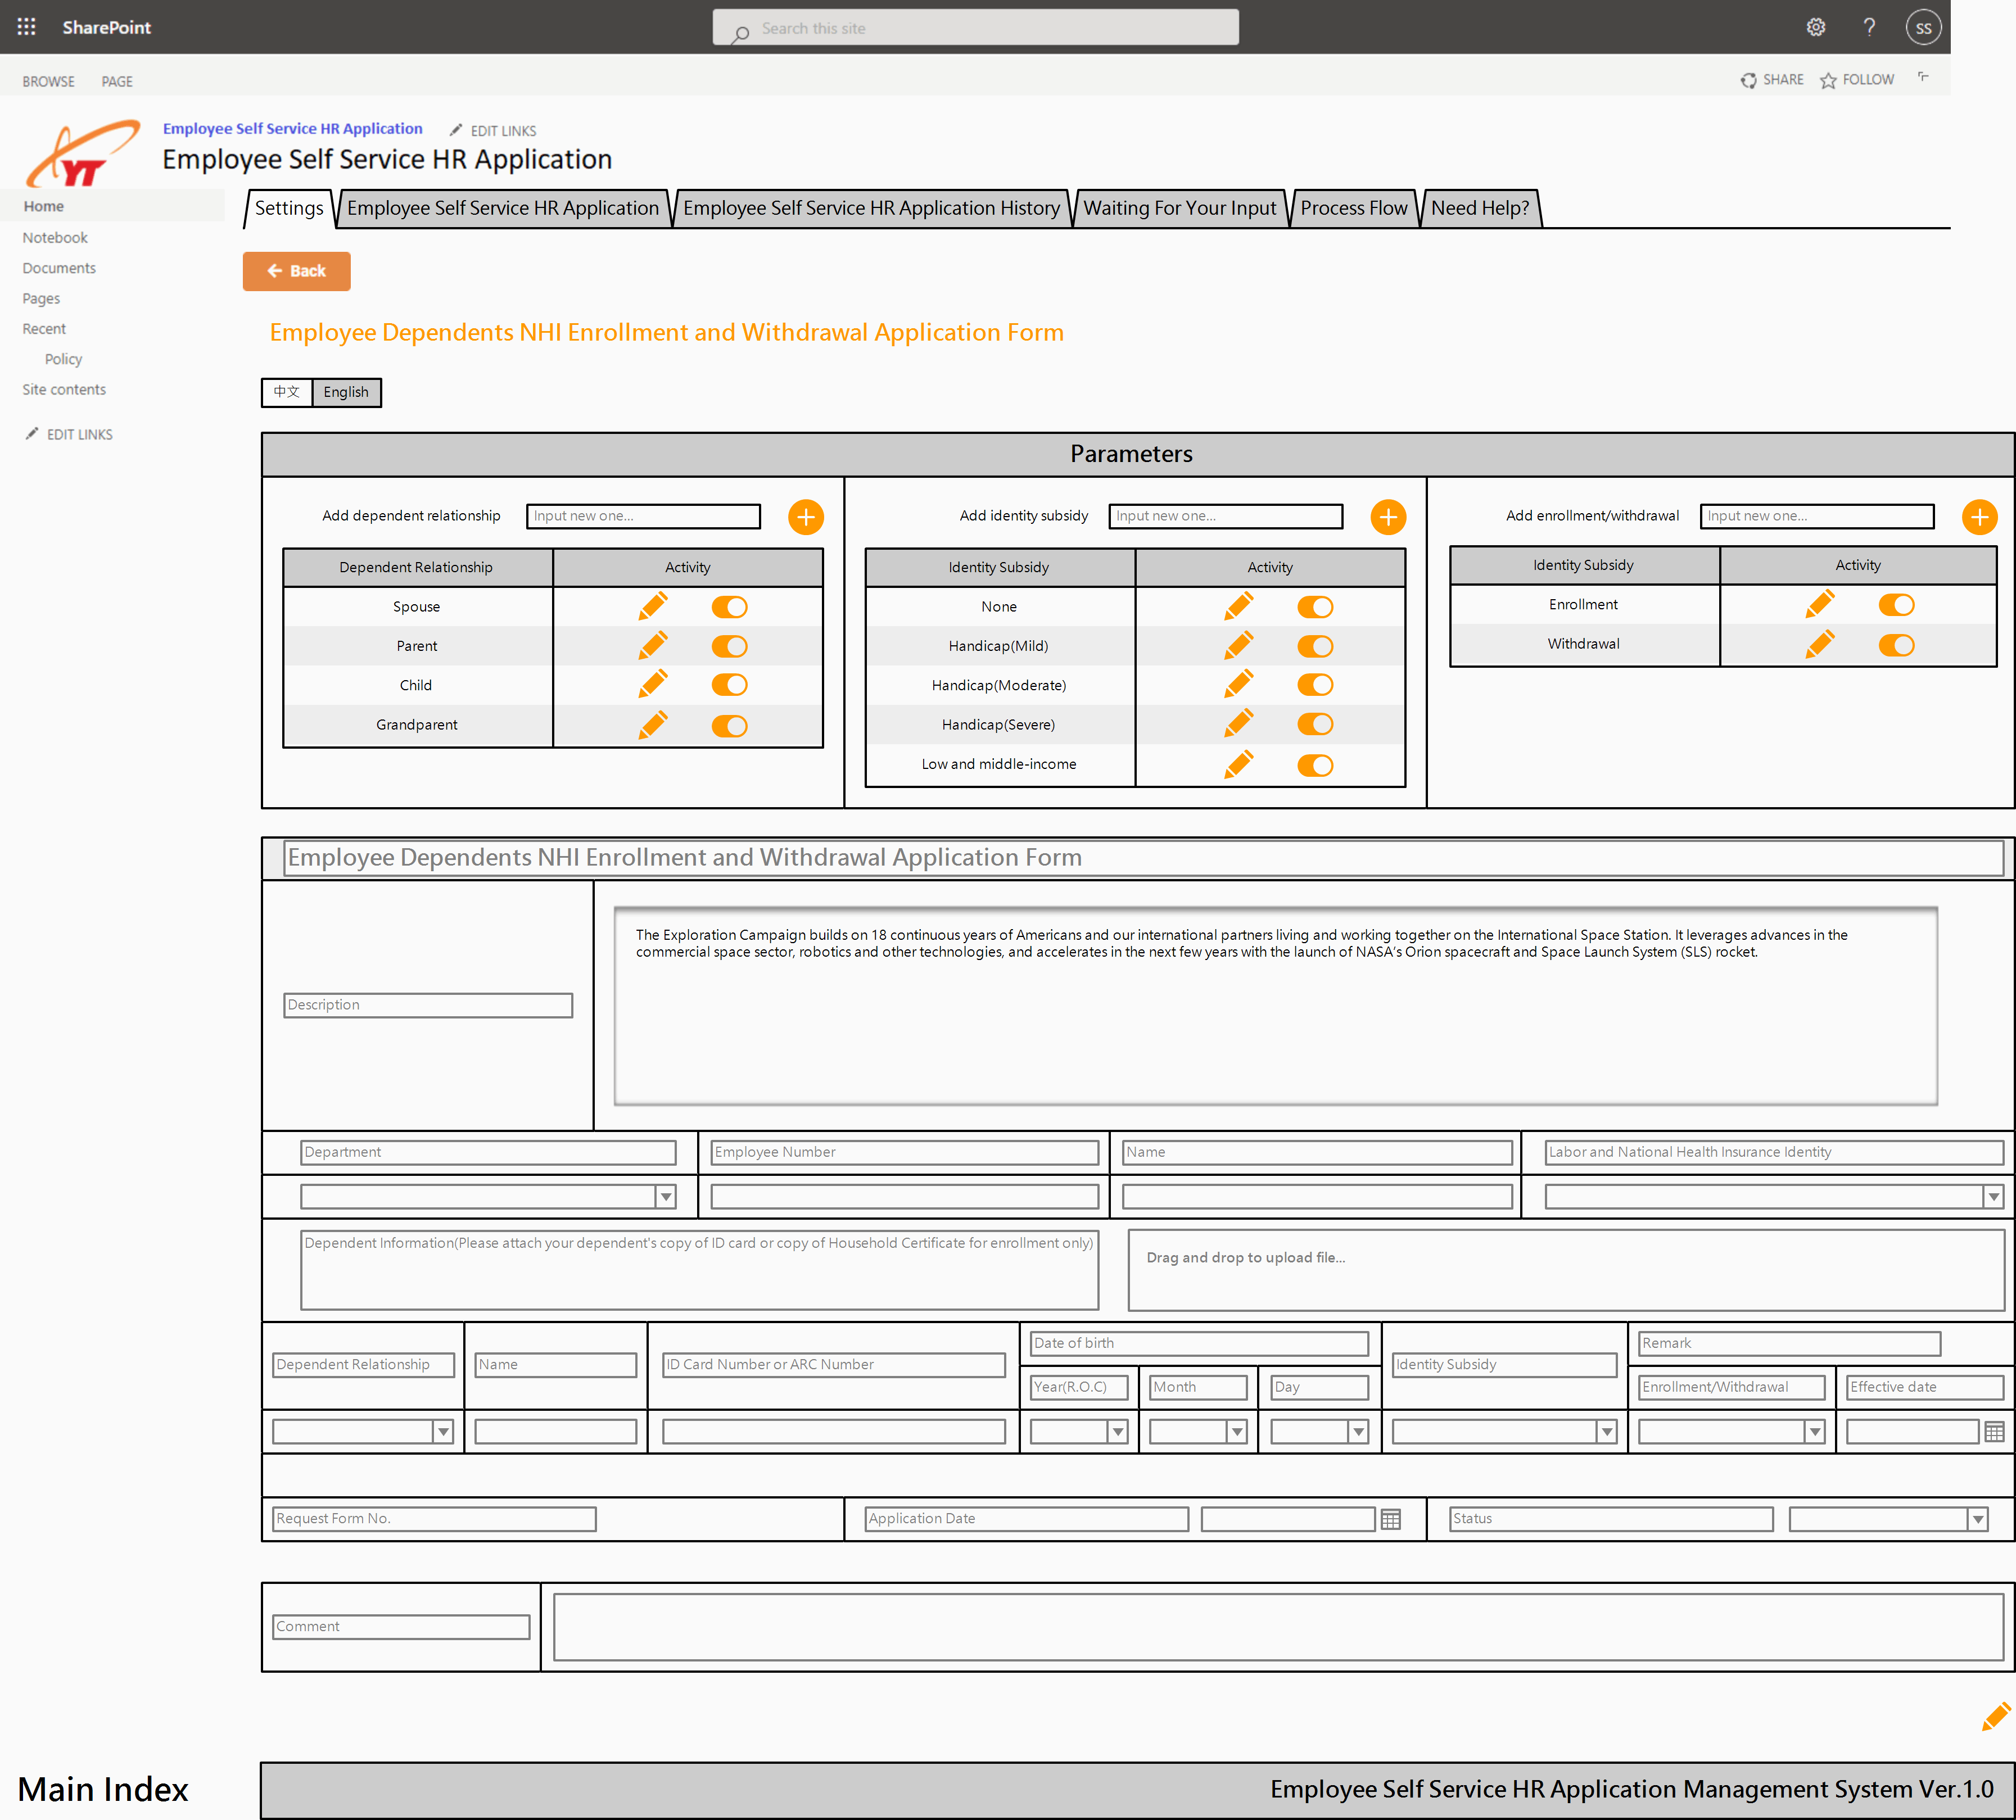 SharePoint
Search this site
SS
BROWSE
PAGE
SHARE
FOLLOW
YT
Employee Self Service HR Application
EDIT LINKS
Employee Self Service HR Application
Home
Notebook
Documents
Pages
Recent
Policy
Site contents
EDIT LINKS
Settings
Employee Self Service HR Application
Employee Self Service HR Application History
Waiting For Your Input
Process Flow
Need Help?
Back
Employee Dependents NHI Enrollment and Withdrawal Application Form
中文
English
Parameters
Add dependent relationship
Input new one...
Dependent Relationship
Activity
Spouse
Parent
Child
Grandparent
Add identity subsidy
Input new one...
Identity Subsidy
Activity
None
Handicap(Mild)
Handicap(Moderate)
Handicap(Severe)
Low and middle-income
Add enrollment/withdrawal
Input new one...
Identity Subsidy
Activity
Enrollment
Withdrawal
Employee Dependents NHI Enrollment and Withdrawal Application Form
Description
The Exploration Campaign builds on 18 continuous years of Americans and our international partners living and working together on the International Space Station. It leverages advances in the
commercial space sector, robotics and other technologies, and accelerates in the next few years with the launch of NASA's Orion spacecraft and Space Launch System (SLS) rocket.
Department
Employee Number
Name
Labor and National Health Insurance Identity
Dependent Information(Please attach your dependent's copy of ID card or copy of Household Certificate for enrollment only)
Drag and drop to upload file...
Dependent Relationship
Name
ID Card Number or ARC Number
Date of birth
Year(R.O.C)
Month
Day
Identity Subsidy
Remark
Enrollment/Withdrawal
Effective date
Request Form No.
Application Date
Status
Comment
Main Index
Employee Self Service HR Application Management System Ver.1.0